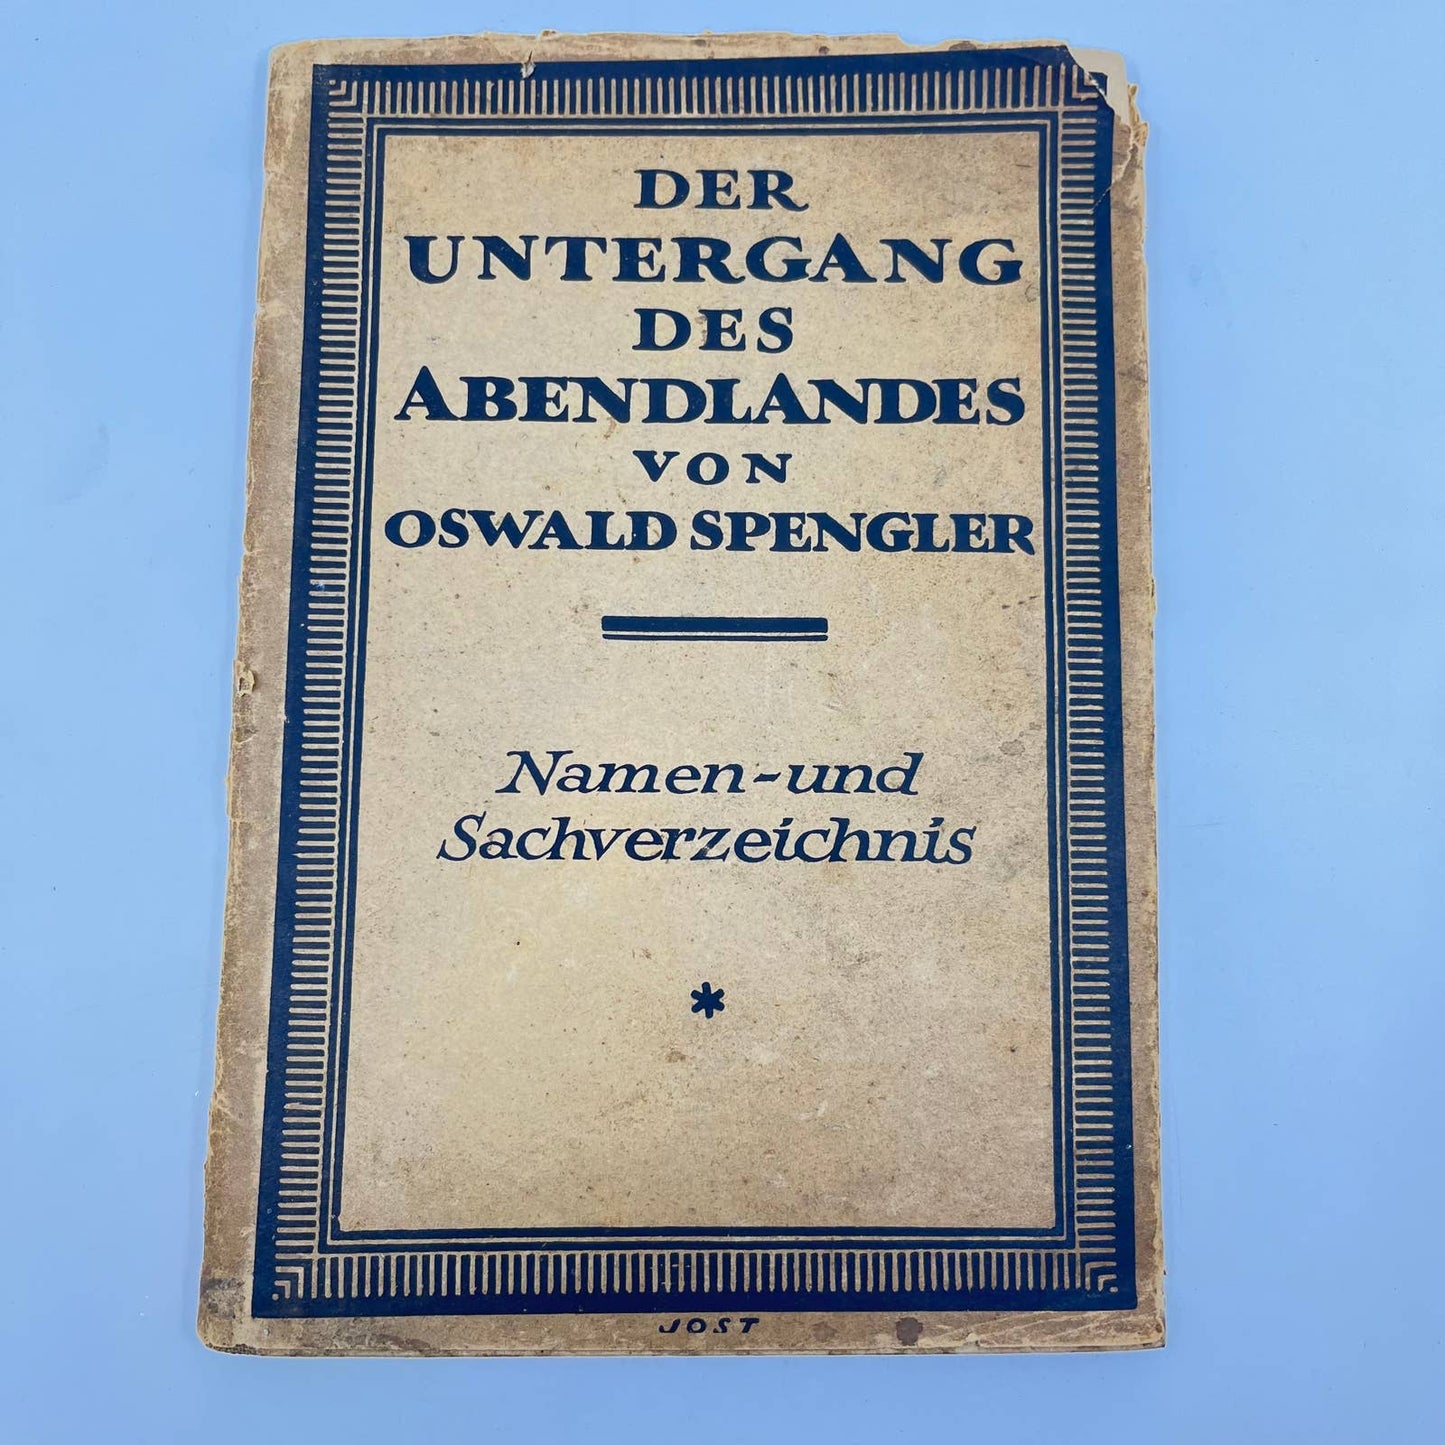 DER
UNTERGANG
DES
ABENDLANDES
VON
OSWALD SPENGLER
Namen-und
Sachverzeichnis
*
JOST